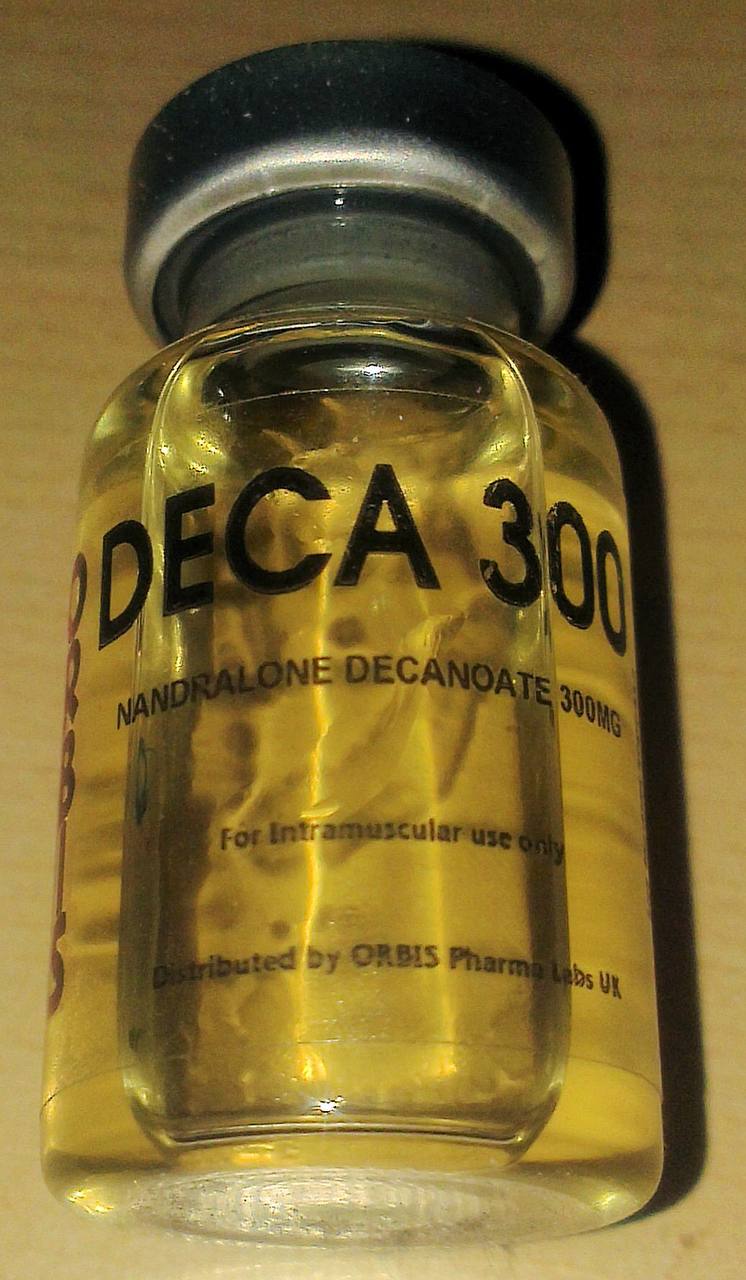 DECA 300
NANDRALONE DECANOATE 300MG
For Intramuscular use only
Distributed by ORBIS Pharma Labs UK